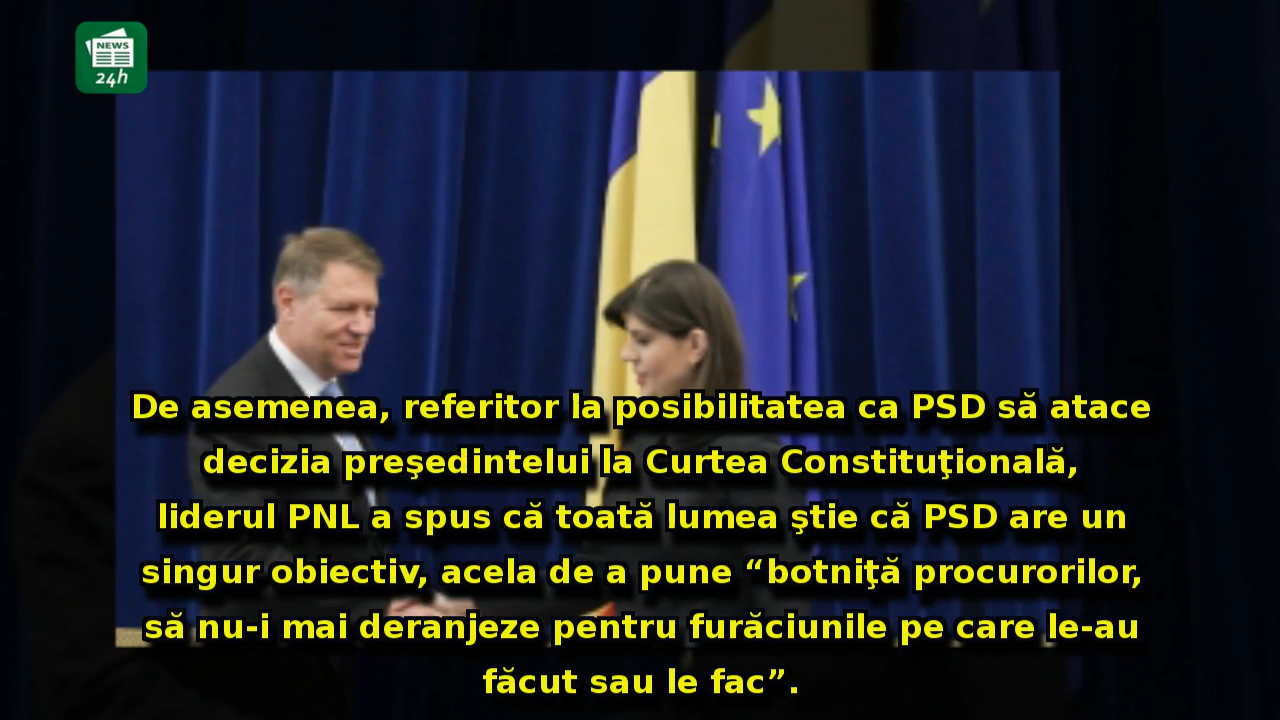 NEWS
24h
De asemenea, referitor la posibilitatea ca PSD să atace
decizia preşedintelui la Curtea Constituţională,
liderul PNL a spus că toată lumea ştie că PSD are un
singur obiectiv, acela de a pune “botniţă procurorilor,
să nu-i mai deranjeze pentru furăciunile pe care le-au
făcut sau le fac”.